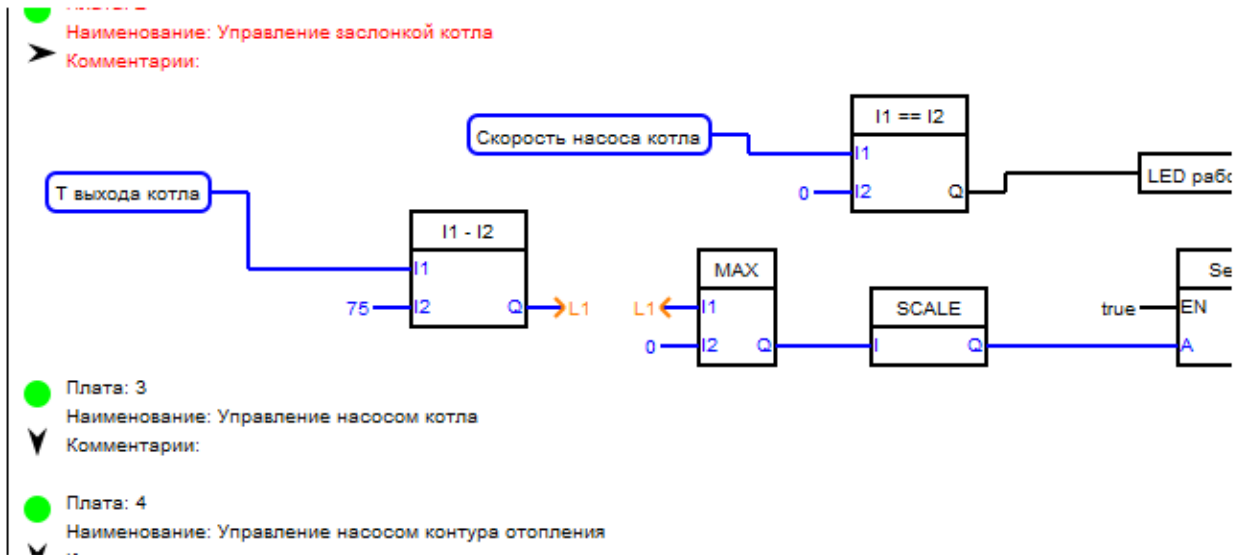 Наименование: Управление заслонкой котла
Комментарии:
I1 == I2
Скорость насоса котла
I1
0 I2 Q
LED
T выхода котла
I1 - I2
I1
75 I2 Q L1
MAX
L1 I1
0 I2 Q
SCALE
I Q
true EN
A
Плата: 3
Наименование: Управление насосом котла
Комментарии:
Плата: 4
Наименование: Управление насосом контура отопления